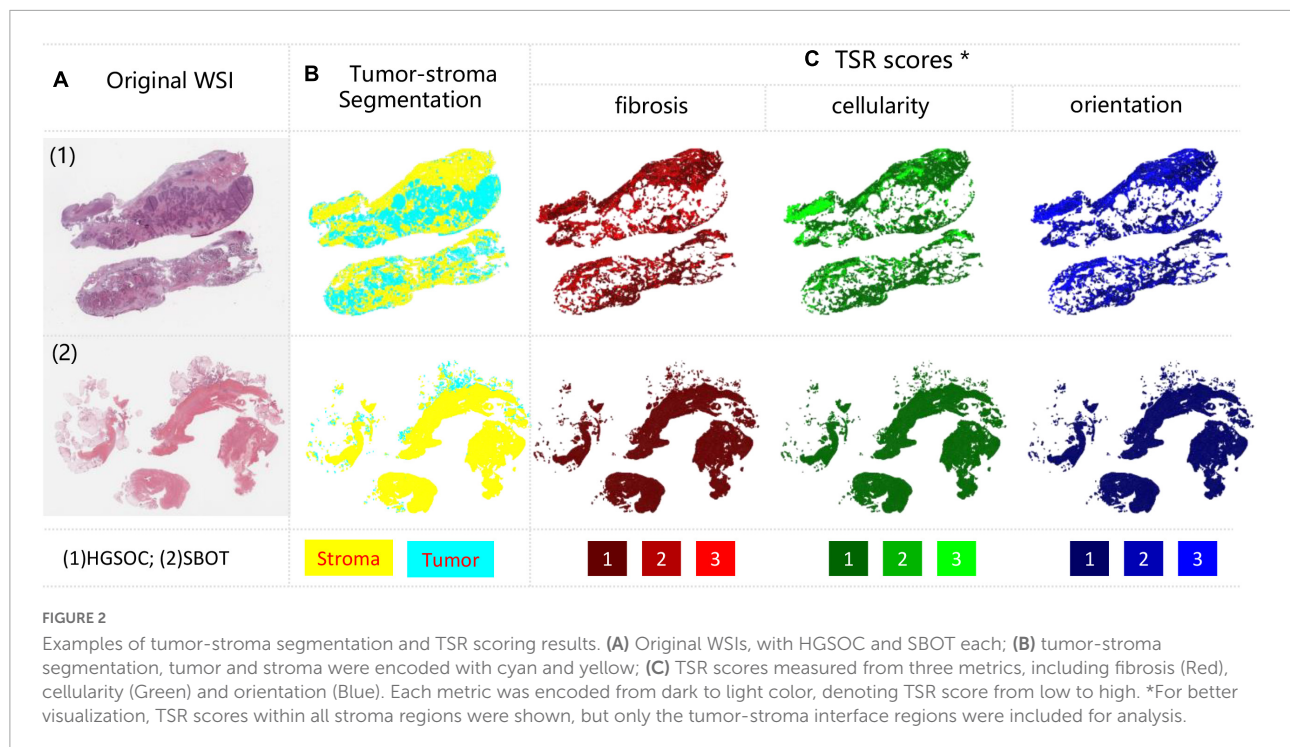 A Original WSI
B Tumor-stroma
Segmentation
C TSR scores *
fibrosis
cellularity
orientation
(1)
(2)
(1)HGSOC; (2)SBOT
Stroma Tumor
1 2 3
1 2 3
1 2 3
FIGURE 2
Examples of tumor-stroma segmentation and TSR scoring results. (A) Original WSIs, with HGSOC and SBOT each; (B) tumor-stroma
segmentation, tumor and stroma were encoded with cyan and yellow; (C) TSR scores measured from three metrics, including fibrosis (Red),
cellularity (Green) and orientation (Blue). Each metric was encoded from dark to light color, denoting TSR score from low to high. *For better
visualization, TSR scores within all stroma regions were shown, but only the tumor-stroma interface regions were included for analysis.